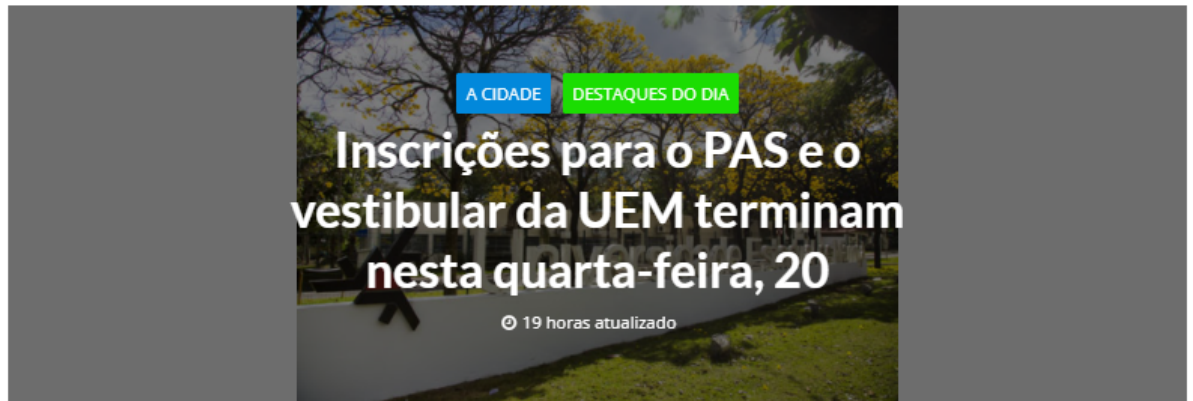 A CIDADE DESTAQUES DO DIA
Inscrições para o PAS e o
vestibular da UEM terminam
nesta quarta-feira, 20
19 horas atualizado